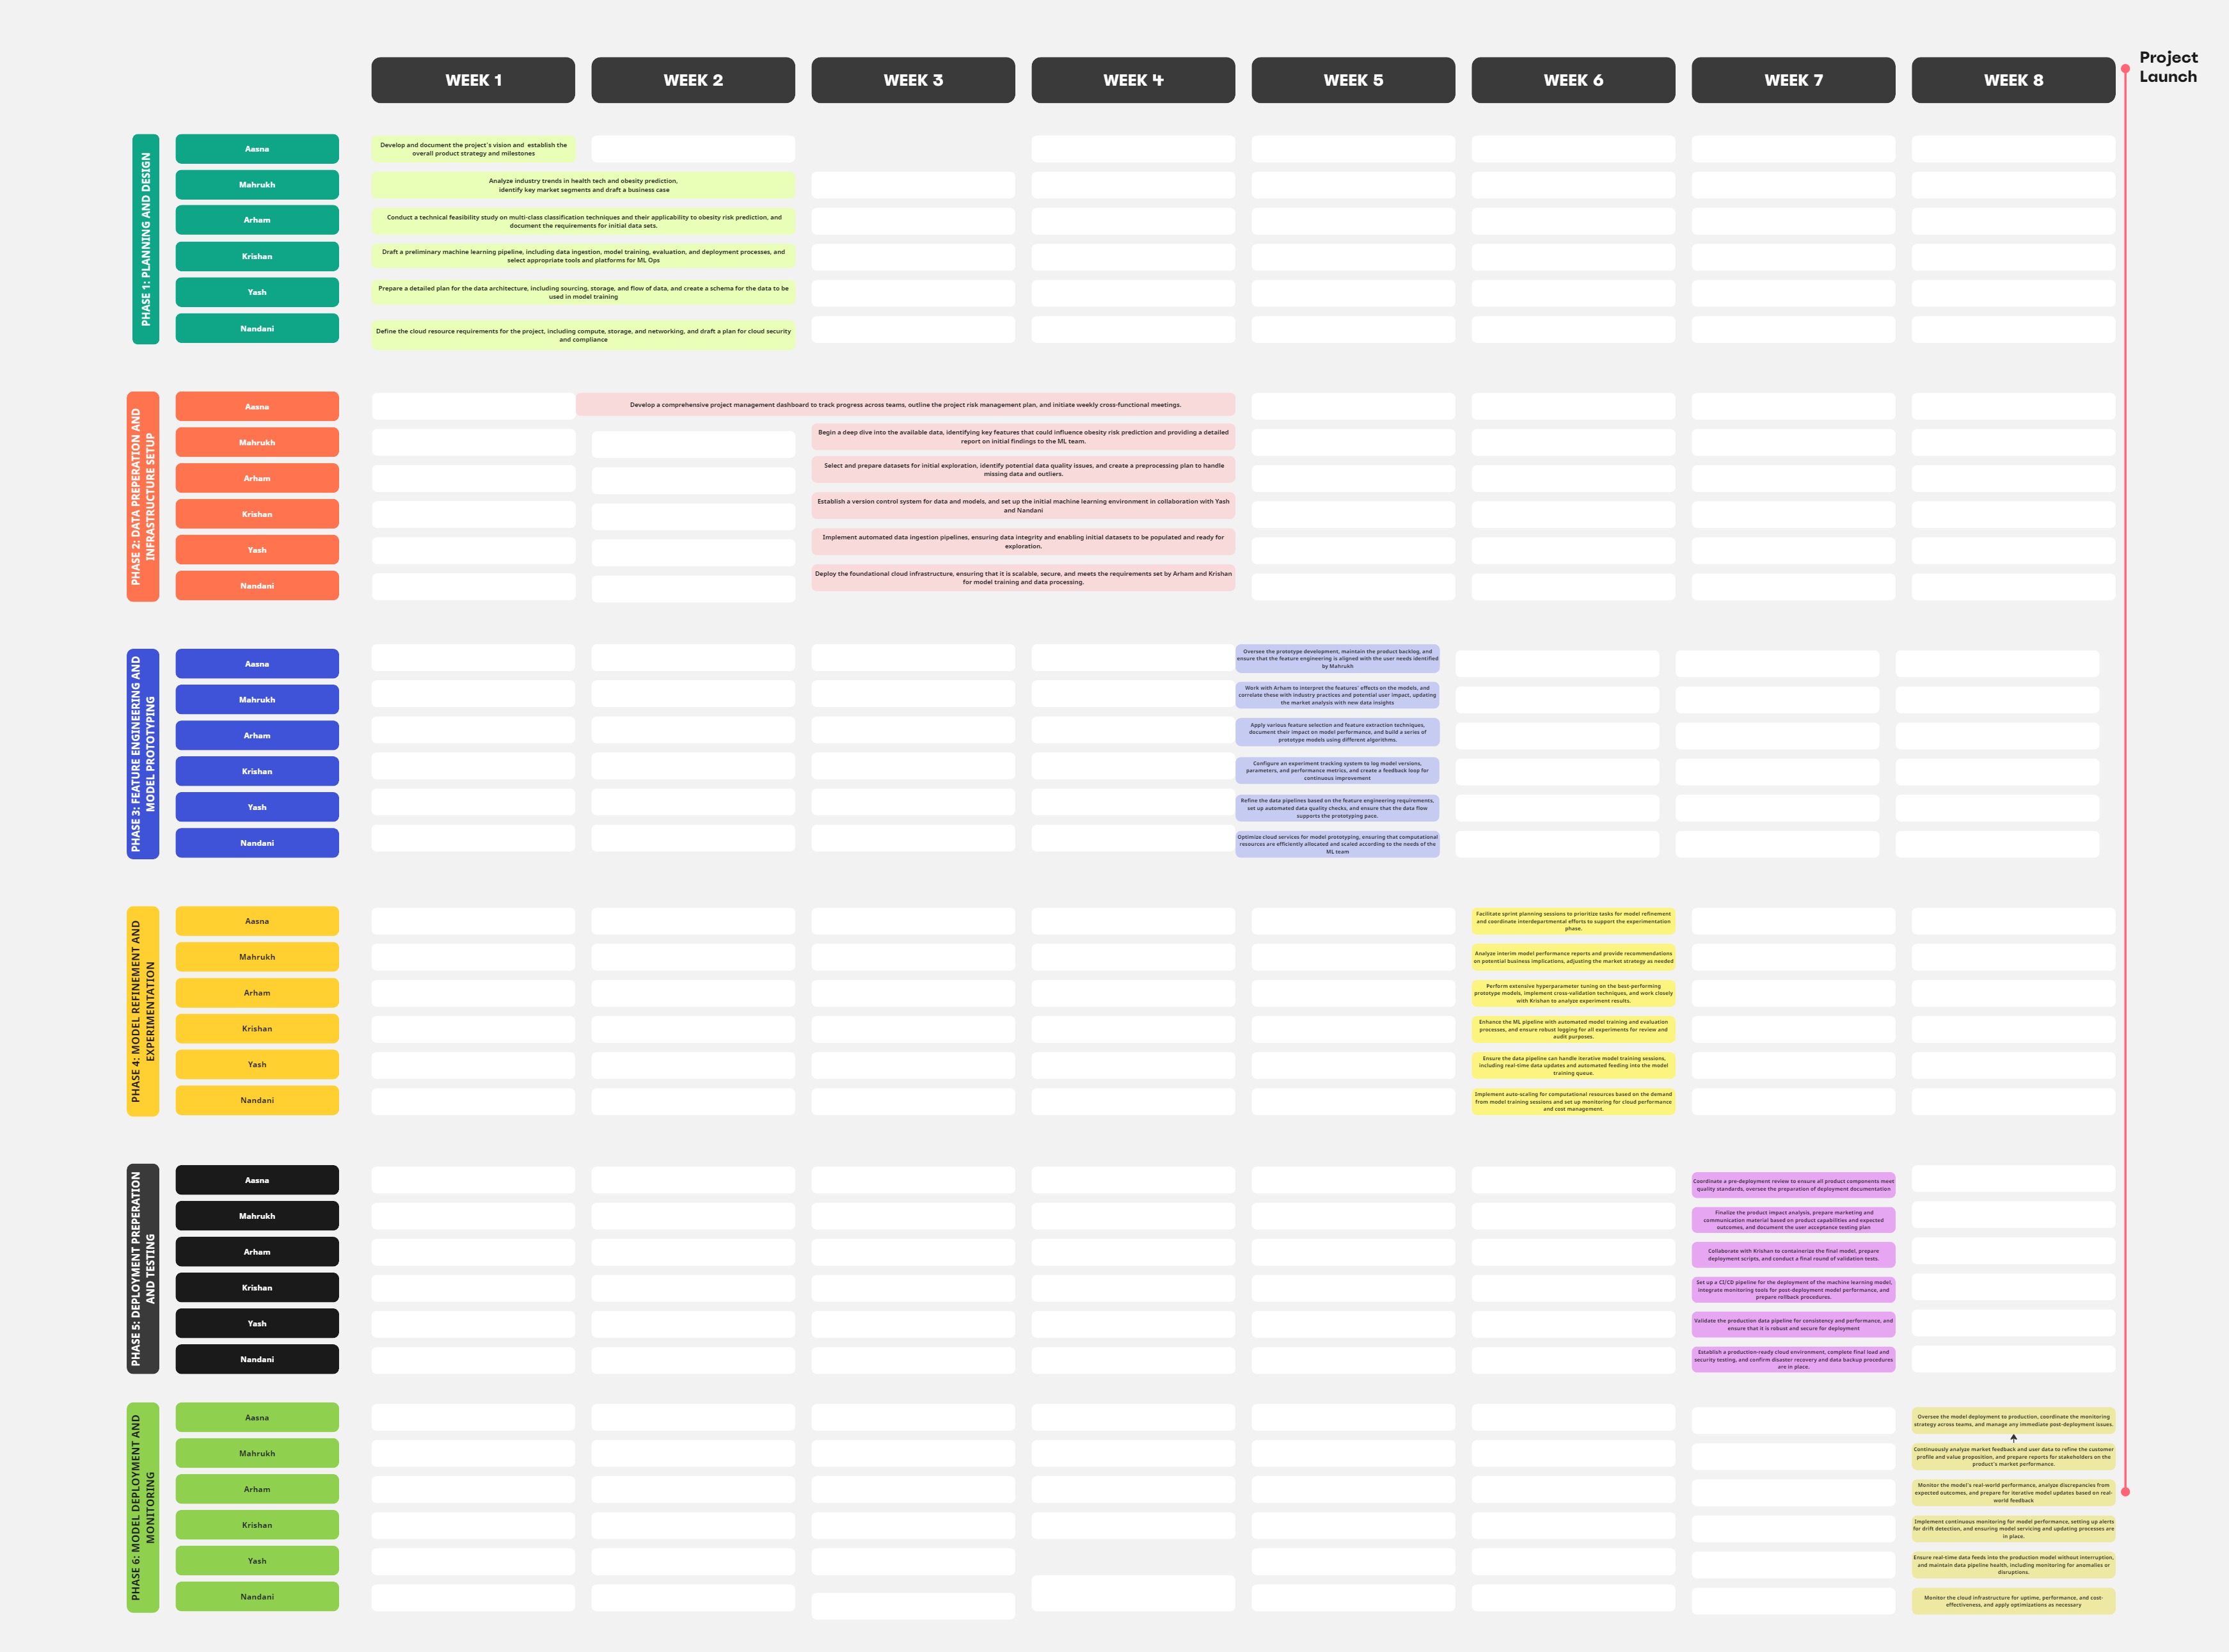 Project
Launch
WEEK 1
WEEK 2
WEEK 3
WEEK 4
WEEK 5
WEEK 6
WEEK 7
WEEK 8
PHASE 1: PLANNING AND DESIGN
Aasna
Develop and document the project's vision and establish the
overall product strategy and milestones
Mahrukh
Analyze industry trends in health tech and obesity prediction,
identify key market segments and draft a business case
Arham
Conduct a technical feasibility study on multi-class classification techniques and their applicability to obesity risk prediction, and
document the requirements for initial data sets.
Krishan
Draft a preliminary machine learning pipeline, including data ingestion, model training, evaluation, and deployment processes, and
select appropriate tools and platforms for ML Ops
Yash
Prepare a detailed plan for the data architecture, including sourcing, storage, and flow of data, and create a schema for the data to be
used in model training
Nandani
Define the cloud resource requirements for the project, including compute, storage, and networking, and draft a plan for cloud security
and compliance
PHASE 2: DATA PREPERATION AND
INFRASTRUCTURE SETUP
Aasna
Develop a comprehensive project management dashboard to track progress across teams, outline the project risk management plan, and initiate weekly cross-functional meetings.
Mahrukh
Begin a deep dive into the available data, identifying key features that could influence obesity risk prediction and providing a detailed
report on initial findings to the ML team.
Arham
Select and prepare datasets for initial exploration, identify potential data quality issues, and create a preprocessing plan to handle
missing data and outliers.
Krishan
Establish a version control system for data and models, and set up the initial machine learning environment in collaboration with Yash
and Nandani
Yash
Implement automated data ingestion pipelines, ensuring data integrity and enabling initial datasets to be populated and ready for
exploration.
Nandani
Deploy the foundational cloud infrastructure, ensuring that it is scalable, secure, and meets the requirements set by Arham and Krishan
for model training and data processing.
PHASE 3: FEATURE ENGINEERING AND
MODEL PROTOTYPING
Aasna
Oversee the prototype development, maintain the product backlog, and
ensure that the feature engineering is aligned with the user needs identified
by Mahrukh
Mahrukh
Work with Arham to interpret the features' effects on the models, and
correlate these with industry practices and potential user impact, updating
the market analysis with new data insights
Arham
Apply various feature selection and feature extraction techniques,
document their impact on model performance, and build a series of
prototype models using different algorithms.
Krishan
Configure an experiment tracking system to log model versions,
parameters, and performance metrics, and create a feedback loop for
continuous improvement
Yash
Refine the data pipelines based on the feature engineering requirements,
set up automated data quality checks, and ensure that the data flow
supports the prototyping pace.
Nandani
Optimize cloud services for model prototyping, ensuring that computational
resources are efficiently allocated and scaled according to the needs of the
ML team
PHASE 4: MODEL REFINEMENT AND
EXPERIMENTATION
Aasna
Facilitate sprint planning sessions to prioritize tasks for model refinement
and coordinate interdepartmental efforts to support the experimentation
phase.
Mahrukh
Analyze interim model performance reports and provide recommendations
on potential business implications, adjusting the market strategy as needed
Arham
Perform extensive hyperparameter tuning on the best-performing
prototype models, implement cross-validation techniques, and work closely
with Krishan to analyze experiment results.
Krishan
Enhance the ML pipeline with automated model training and evaluation
processes, and ensure robust logging for all experiments for review and
audit purposes.
Yash
Ensure the data pipeline can handle iterative model training sessions,
including real-time data updates and automated feeding into the model
training queue.
Nandani
Implement auto-scaling for computational resources based on the demand
from model training sessions and set up monitoring for cloud performance
and cost management.
PHASE 5: DEPLOYMENT PREPERATION
AND TESTING
Aasna
Coordinate a pre-deployment review to ensure all product components meet
quality standards, oversee the preparation of deployment documentation
Mahrukh
Finalize the product impact analysis, prepare marketing and
communication material based on product capabilities and expected
outcomes, and document the user acceptance testing plan
Arham
Collaborate with Krishan to containerize the final model, prepare
deployment scripts, and conduct a final round of validation tests.
Krishan
Set up a CI/CD pipeline for the deployment of the machine learning model,
integrate monitoring tools for post-deployment model performance, and
prepare rollback procedures.
Yash
Validate the production data pipeline for consistency and performance, and
ensure that it is robust and secure for deployment
Nandani
Establish a production-ready cloud environment, complete final load and
security testing, and confirm disaster recovery and data backup procedures
are in place.
PHASE 6: MODEL DEPLOYMENT AND
MONITORING
Aasna
Oversee the model deployment to production, coordinate the monitoring
strategy across teams, and manage any immediate post-deployment issues.
Mahrukh
Continuously analyze market feedback and user data to refine the customer
profile and value proposition, and prepare reports for stakeholders on the
product's market performance.
Arham
Monitor the model's real-world performance, analyze discrepancies from
expected outcomes, and prepare for iterative model updates based on real-
world feedback
Krishan
Implement continuous monitoring for model performance, setting up alerts
for drift detection, and ensuring model servicing and updating processes are
in place.
Yash
Ensure real-time data feeds into the production model without interruption,
and maintain data pipeline health, including monitoring for anomalies or
disruptions.
Nandani
Monitor the cloud infrastructure for uptime, performance, and cost-
effectiveness, and apply optimizations as necessary